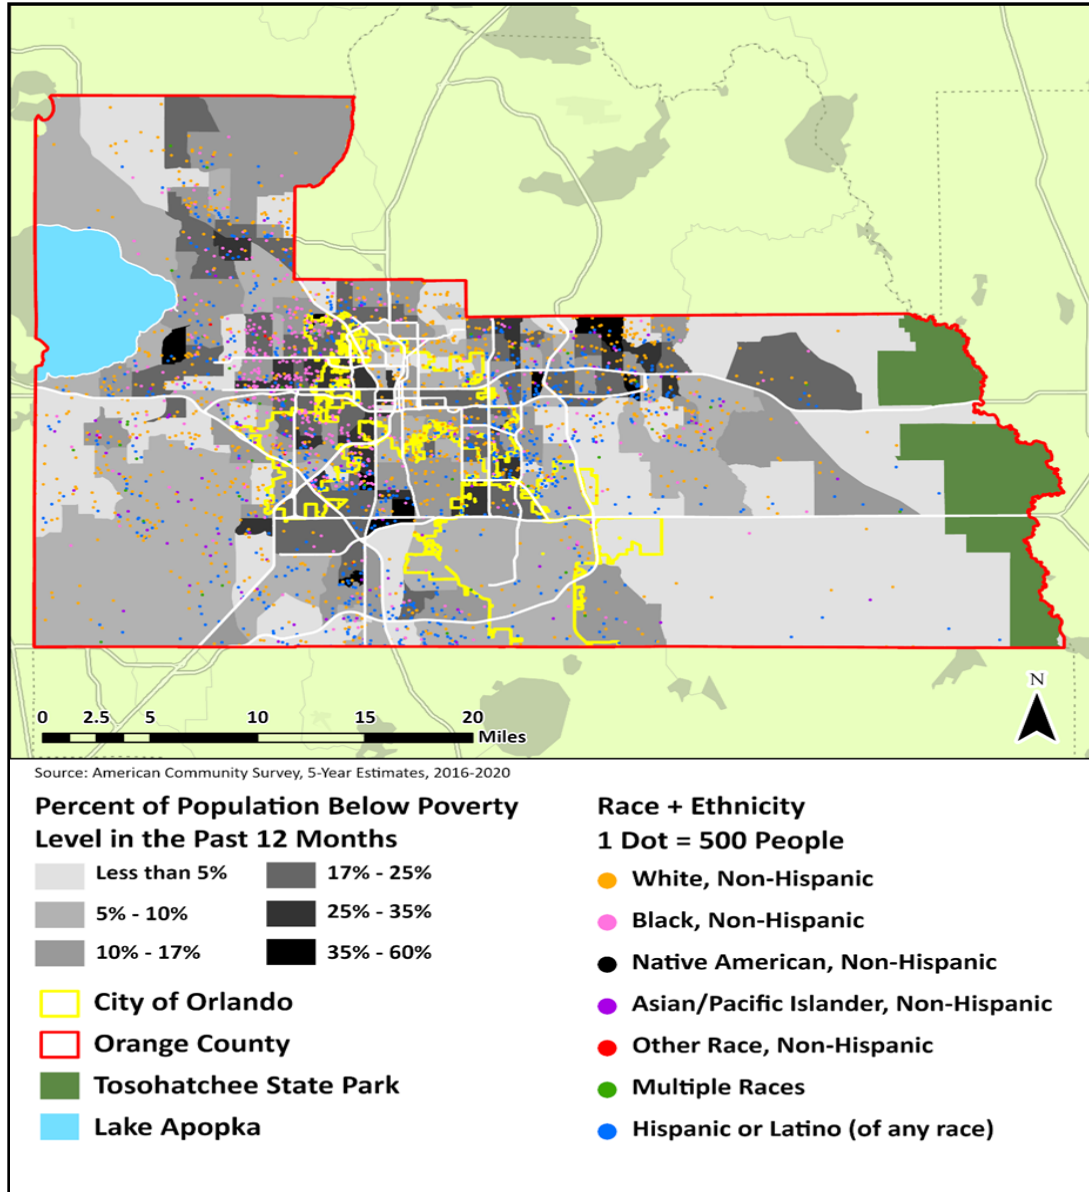 N
0 2.5 5 10 15 20
Miles
Source: American Community Survey, 5-Year Estimates, 2016-2020
Percent of Population Below Poverty
Level in the Past 12 Months
Less than 5%
5% - 10%
10% - 17%
17% - 25%
25% - 35%
35% - 60%
City of Orlando
Orange County
Tosohatchee State Park
Lake Apopka
Race + Ethnicity
1 Dot = 500 People
White, Non-Hispanic
Black, Non-Hispanic
Native American, Non-Hispanic
Asian/Pacific Islander, Non-Hispanic
Other Race, Non-Hispanic
Multiple Races
Hispanic or Latino (of any race)